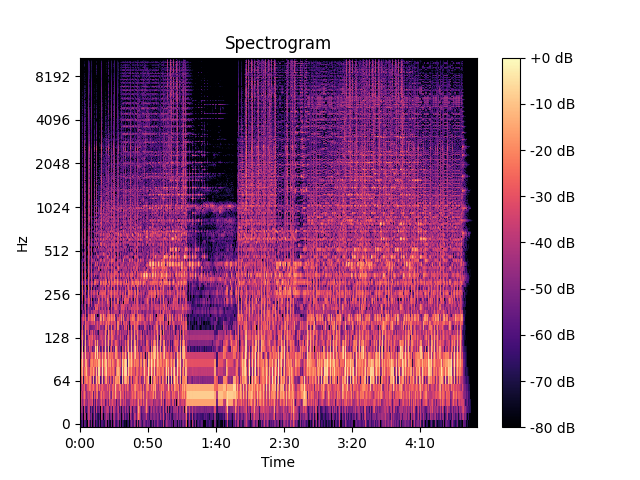 Spectrogram
Hz
8192
4096
2048
1024
512
256
128
64
0
0:00 0:50 1:40 2:30 3:20 4:10
Time
+0 dB
-10 dB
-20 dB
-30 dB
-40 dB
-50 dB
-60 dB
-70 dB
-80 dB